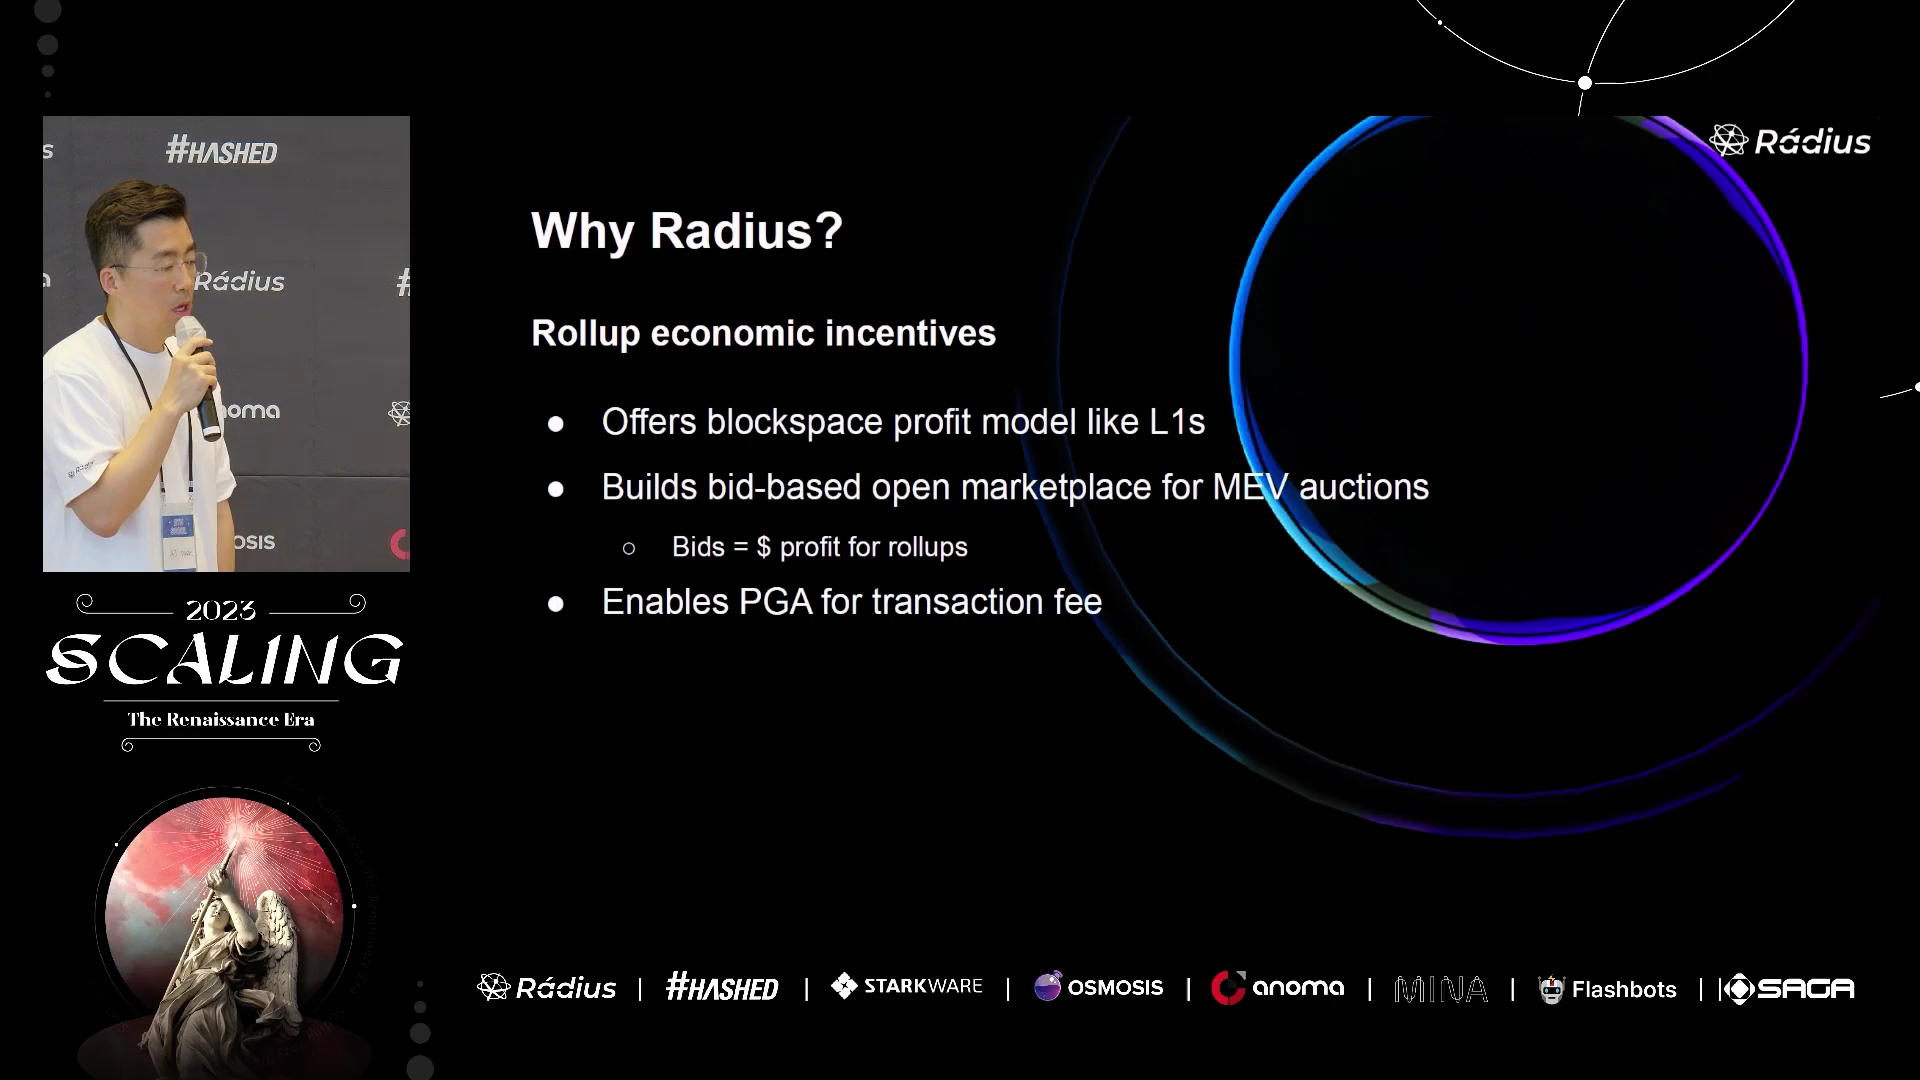 #HASHED
Rádius
noma
OSIS
2023
SCALING
The Renaissance Era
Rádius
Why Radius?
Rollup economic incentives
● Offers blockspace profit model like L1s
● Builds bid-based open marketplace for MEV auctions
○ Bids = $ profit for rollups
● Enables PGA for transaction fee
Rádius | #HASHED | STARKWARE | OSMOSIS | anoma | MINA | Flashbots | SAGA